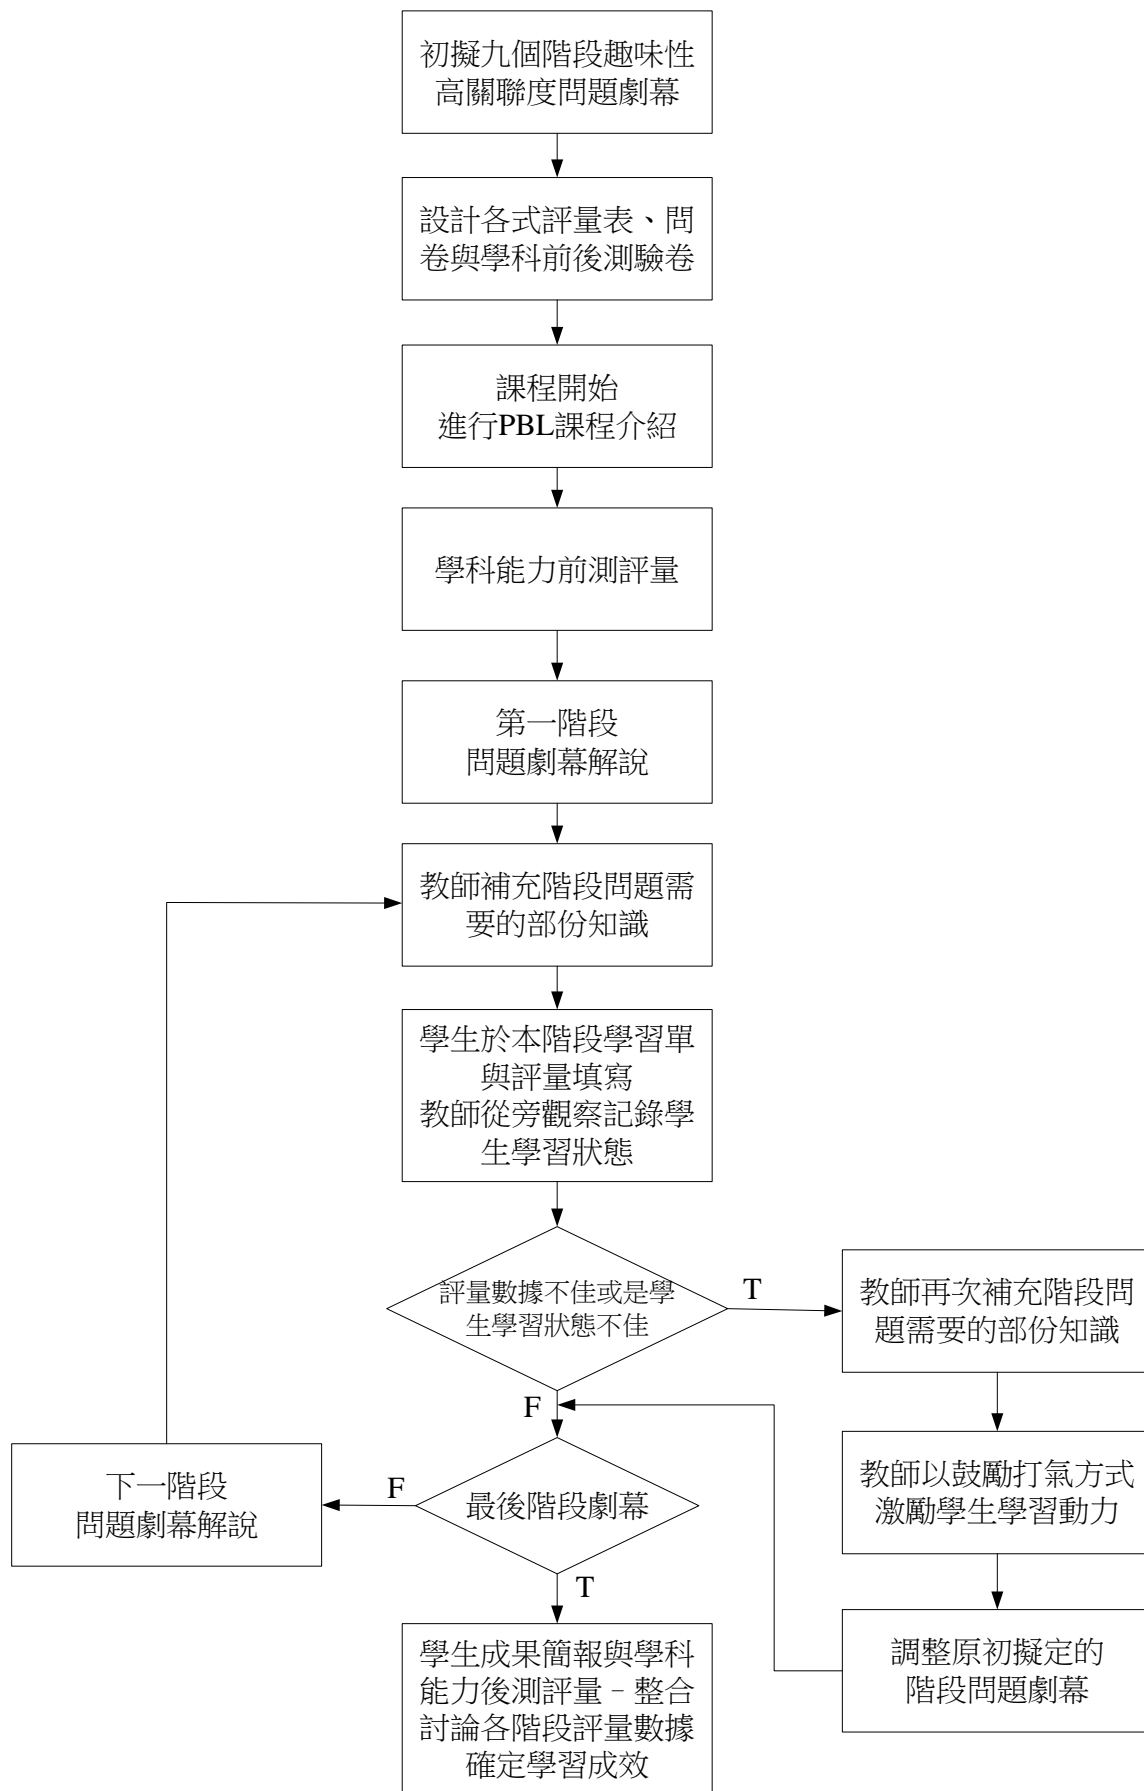 初擬九個階段趣味性
高關聯度問題劇幕
設計各式評量表、問
卷與學科前後測驗卷
課程開始
進行PBL課程介紹
學科能力前測評量
第一階段
問題劇幕解說
教師補充階段問題需
要的部份知識
學生於本階段學習單
與評量填寫
教師從旁觀察記錄學
生學習狀態
評量數據不佳或是學
生學習狀態不佳
T
教師再次補充階段問
題需要的部份知識
F
教師以鼓勵打氣方式
激勵學生學習動力
最後階段劇幕
F
下一階段
問題劇幕解說
T
調整原初擬定的
階段問題劇幕
學生成果簡報與學科
能力後測評量–整合
討論各階段評量數據
確定學習成效